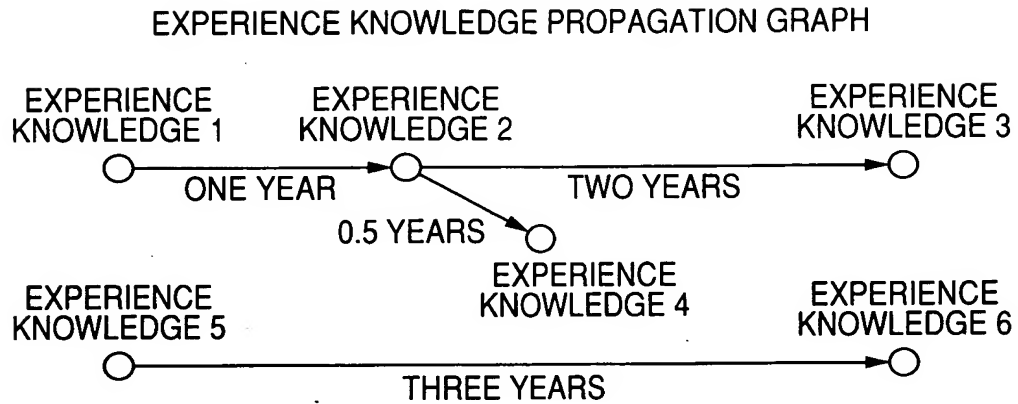 EXPERIENCE KNOWLEDGE PROPAGATION GRAPH
EXPERIENCE
KNOWLEDGE 1
EXPERIENCE
KNOWLEDGE 2
EXPERIENCE
KNOWLEDGE 3
ONE YEAR
TWO YEARS
0.5 YEARS
EXPERIENCE
KNOWLEDGE 4
EXPERIENCE
KNOWLEDGE 5
EXPERIENCE
KNOWLEDGE 6
THREE YEARS